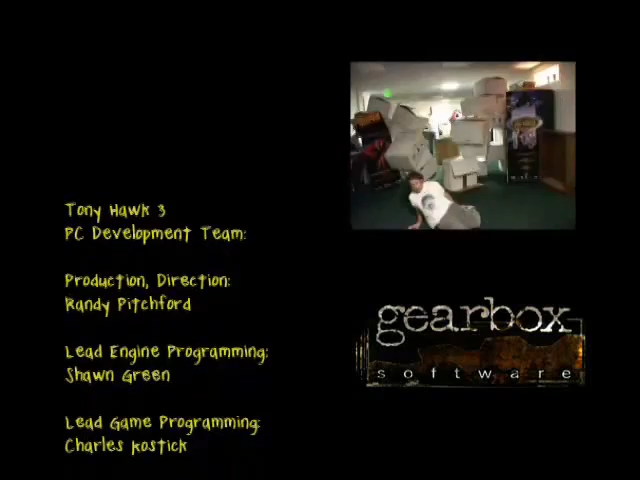 Tony Hawk 3
PC Development Team:
Production, Direction:
Randy Pitchford
Lead Engine Programming:
Shawn Green
Lead Game Programming:
Charles Kostick
gearbox
software